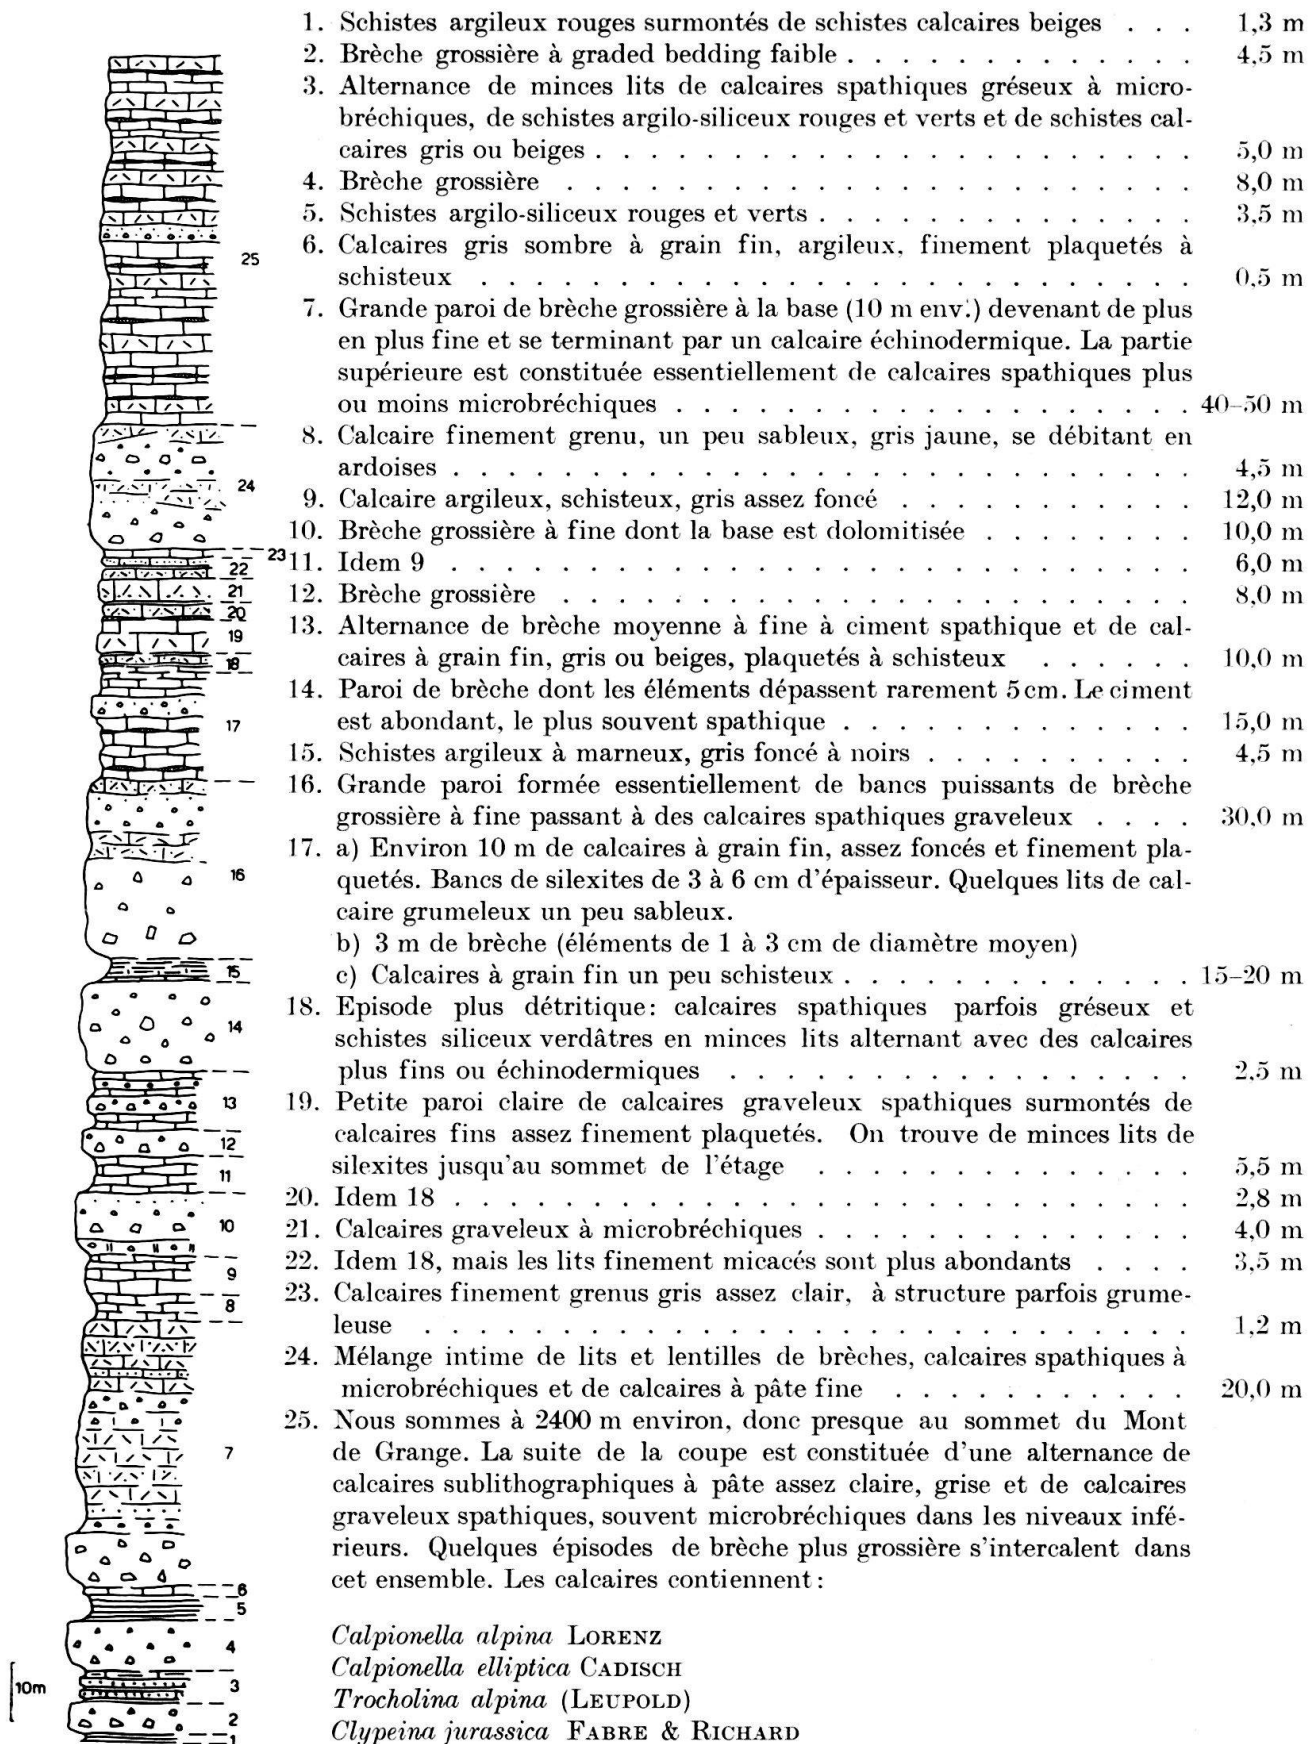 1. Schistes argileux rouges surmontés de schistes calcaires beiges . . . 1,3 m
2. Brèche grossière à graded bedding faible . . . . . . . . . . . . . 4,5 m
3. Alternance de minces lits de calcaires spathiques gréseux à micro-
bréchiques, de schistes argilo-siliceux rouges et verts et de schistes cal-
caires gris ou beiges . . . . . . . . . . . . . . . . . . . . . . 5,0 m
4. Brèche grossière . . . . . . . . . . . . . . . . . . . . . . . 8,0 m
5. Schistes argilo-siliceux rouges et verts . . . . . . . . . . . . . . 3,5 m
6. Calcaires gris sombre à grain fin, argileux, finement plaquetés à
schisteux . . . . . . . . . . . . . . . . . . . . . . . . . . 0,5 m
7. Grande paroi de brèche grossière à la base (10 m env.) devenant de plus
en plus fine et se terminant par un calcaire échinodermique. La partie
supérieure est constituée essentiellement de calcaires spathiques plus
ou moins microbréchiques . . . . . . . . . . . . . . . . . . . 40–50 m
8. Calcaire finement grenu, un peu sableux, gris jaune, se débitant en
ardoises . . . . . . . . . . . . . . . . . . . . . . . . . . . 4,5 m
9. Calcaire argileux, schisteux, gris assez foncé . . . . . . . . . . . . 12,0 m
10. Brèche grossière à fine dont la base est dolomitisée . . . . . . . . 10,0 m
11. Idem 9 . . . . . . . . . . . . . . . . . . . . . . . . . . . 6,0 m
12. Brèche grossière . . . . . . . . . . . . . . . . . . . . . . . 8,0 m
13. Alternance de brèche moyenne à fine à ciment spathique et de cal-
caires à grain fin, gris ou beiges, plaquetés à schisteux . . . . . . 10,0 m
14. Paroi de brèche dont les éléments dépassent rarement 5 cm. Le ciment
est abondant, le plus souvent spathique . . . . . . . . . . . . . 15,0 m
15. Schistes argileux à marneux, gris foncé à noirs . . . . . . . . . . 4,5 m
16. Grande paroi formée essentiellement de bancs puissants de brèche
grossière à fine passant à des calcaires spathiques graveleux . . . . 30,0 m
17. a) Environ 10 m de calcaires à grain fin, assez foncés et finement pla-
quetés. Bancs de silexites de 3 à 6 cm d'épaisseur. Quelques lits de cal-
caire grumeleux un peu sableux.
b) 3 m de brèche (éléments de 1 à 3 cm de diamètre moyen)
c) Calcaires à grain fin un peu schisteux . . . . . . . . . . . . . 15–20 m
18. Episode plus détritique: calcaires spathiques parfois gréseux et
schistes siliceux verdâtres en minces lits alternant avec des calcaires
plus fins ou échinodermiques . . . . . . . . . . . . . . . . . 2,5 m
19. Petite paroi claire de calcaires graveleux spathiques surmontés de
calcaires fins assez finement plaquetés. On trouve de minces lits de
silexites jusqu'au sommet de l'étage . . . . . . . . . . . . . . 5,5 m
20. Idem 18 . . . . . . . . . . . . . . . . . . . . . . . . . . . 2,8 m
21. Calcaires graveleux à microbréchiques . . . . . . . . . . . . . . 4,0 m
22. Idem 18, mais les lits finement micacés sont plus abondants . . . . 3,5 m
23. Calcaires finement grenus gris assez clair, à structure parfois grume-
leuse . . . . . . . . . . . . . . . . . . . . . . . . . . . . 1,2 m
24. Mélange intime de lits et lentilles de brèches, calcaires spathiques à
microbréchiques et de calcaires à pâte fine . . . . . . . . . . . 20,0 m
25. Nous sommes à 2400 m environ, donc presque au sommet du Mont
de Grange. La suite de la coupe est constituée d'une alternance de
calcaires sublithographiques à pâte assez claire, grise et de calcaires
graveleux spathiques, souvent microbréchiques dans les niveaux infé-
rieurs. Quelques épisodes de brèche plus grossière s'intercalent dans
cet ensemble. Les calcaires contiennent:
Calpionella alpina LORENZ
Calpionella elliptica CADISCH
Trocholina alpina (LEUPOLD)
Clypeina jurassica FABRE & RICHARD
25
24
23
22
21
20
19
18
17
16
15
14
13
12
11
10
9
8
7
6
5
4
3
2
1
10m